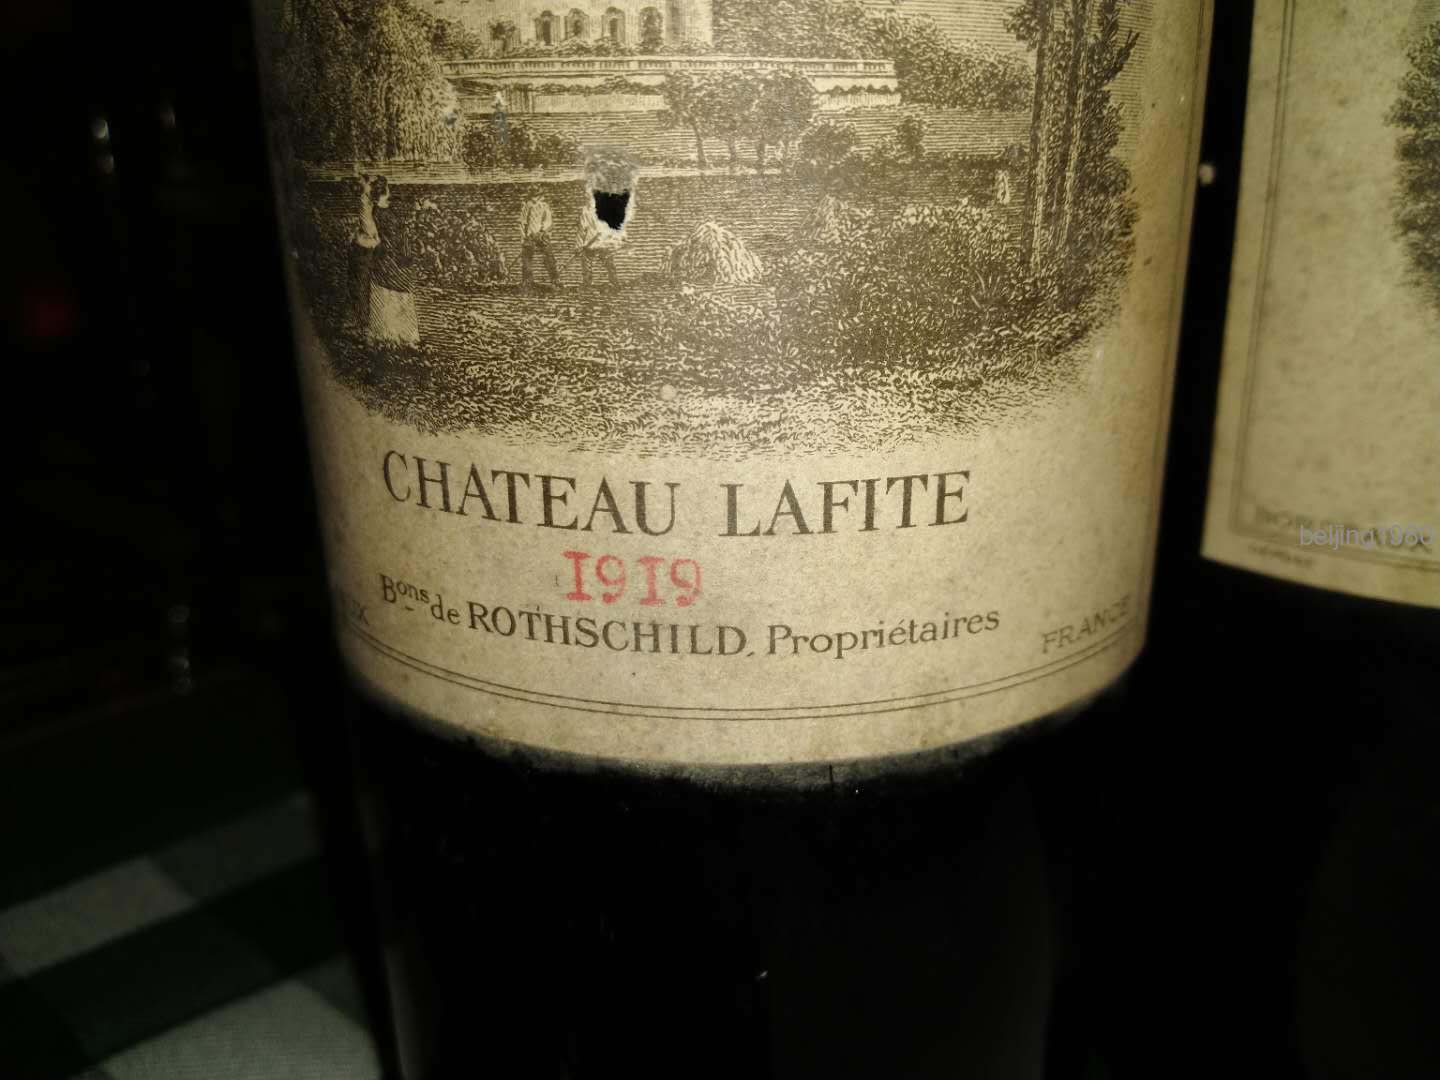 CHATEAU LAFITE
1919
Bons de ROTHSCHILD, Propriétaires
FRANCE
beijing1980